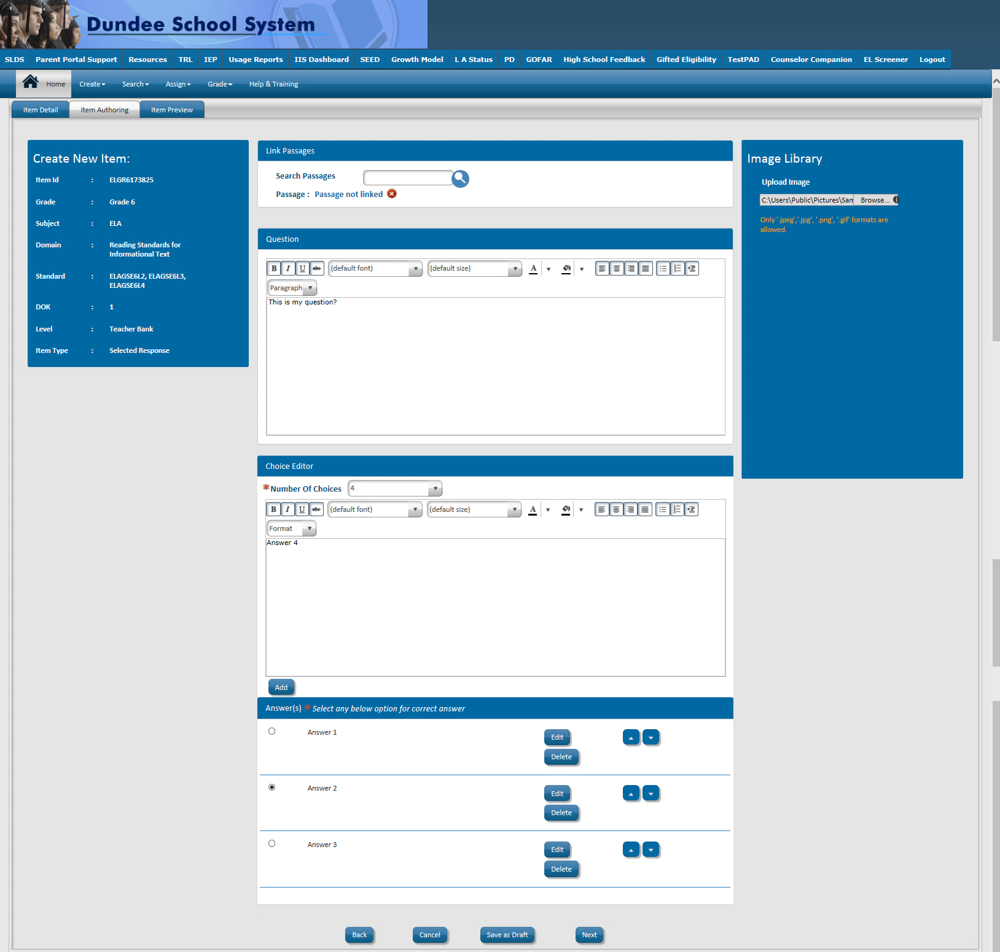 Dundee School System
SLDS Parent Portal Support Resources TRL IEP Usage Reports IIS Dashboard SEED Growth Model L A Status PD GOFAR High School Feedback Gifted Eligibility TestPAD Counselor Companion EL Screener Logout
Home Create Search Assign Grade Help & Training
Item Detail Item Authoring Item Preview
Create New Item:
Item Id : ELGR6173825
Grade : Grade 6
Subject : ELA
Domain : Reading Standards for
Informational Text
Standard : ELAGSE6L2, ELAGSE6L3,
ELAGSE6L4
DOK : 1
Level : Teacher Bank
Item Type : Selected Response
Link Passages
Search Passages
Passage : Passage not linked
Question
B I U abc (default font) (default size) A
Paragraph
This is my question?
Choice Editor
*Number Of Choices 4
B I U abc (default font) (default size) A
Format
Answer 4
Add
Answer(s) * Select any below option for correct answer
Answer 1 Edit
Delete
Answer 2 Edit
Delete
Answer 3 Edit
Delete
Back Cancel Save as Draft Next
Image Library
Upload Image
C:\Users\Public\Pictures\Sam Browse... i
Only '.jpeg','.jpg', '.png', '.gif' formats are
allowed.